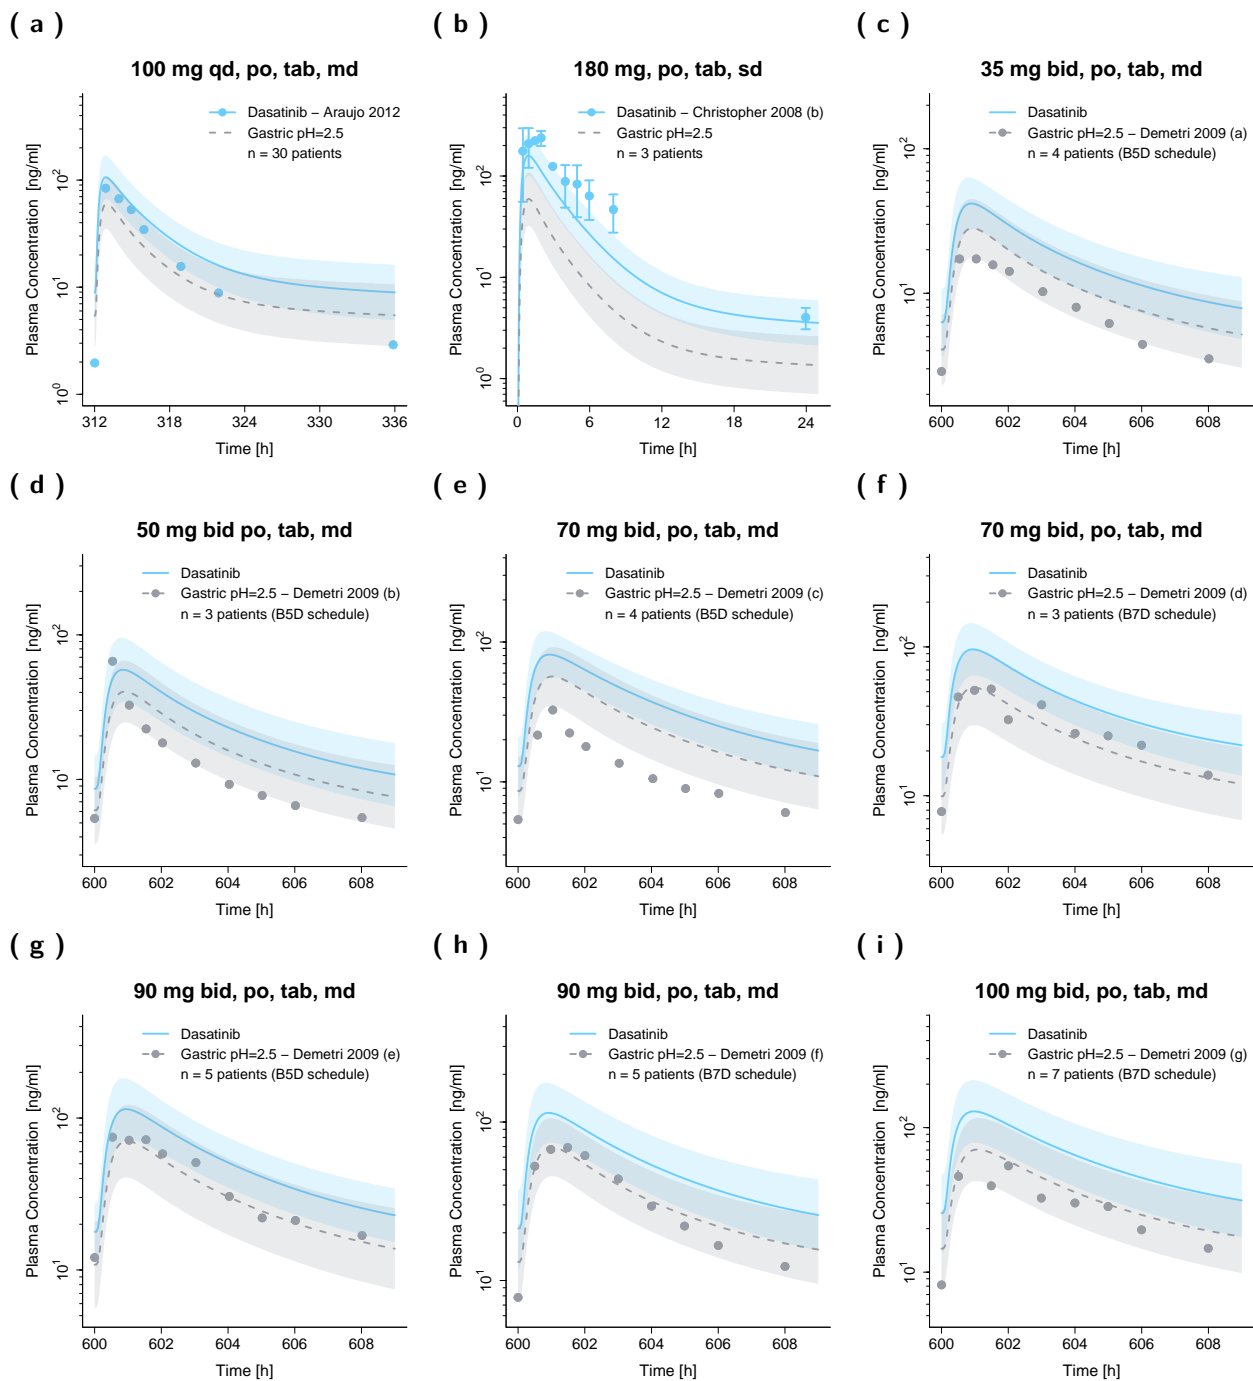 ( a )
100 mg qd, po, tab, md
Dasatinib – Araujo 2012
Gastric pH=2.5
n = 30 patients
Plasma Concentration [ng/ml]
10^0
10^1
10^2
312
318
324
330
336
Time [h]
( b )
180 mg, po, tab, sd
Dasatinib – Christopher 2008 (b)
Gastric pH=2.5
n = 3 patients
Plasma Concentration [ng/ml]
10^0
10^1
10^2
0
6
12
18
24
Time [h]
( c )
35 mg bid, po, tab, md
Dasatinib
Gastric pH=2.5 – Demetri 2009 (a)
n = 4 patients (B5D schedule)
Plasma Concentration [ng/ml]
10^1
10^2
600
602
604
606
608
Time [h]
( d )
50 mg bid po, tab, md
Dasatinib
Gastric pH=2.5 – Demetri 2009 (b)
n = 3 patients (B5D schedule)
Plasma Concentration [ng/ml]
10^1
10^2
600
602
604
606
608
Time [h]
( e )
70 mg bid, po, tab, md
Dasatinib
Gastric pH=2.5 – Demetri 2009 (c)
n = 4 patients (B5D schedule)
Plasma Concentration [ng/ml]
10^1
10^2
600
602
604
606
608
Time [h]
( f )
70 mg bid, po, tab, md
Dasatinib
Gastric pH=2.5 – Demetri 2009 (d)
n = 3 patients (B7D schedule)
Plasma Concentration [ng/ml]
10^1
10^2
600
602
604
606
608
Time [h]
( g )
90 mg bid, po, tab, md
Dasatinib
Gastric pH=2.5 – Demetri 2009 (e)
n = 5 patients (B5D schedule)
Plasma Concentration [ng/ml]
10^1
10^2
600
602
604
606
608
Time [h]
( h )
90 mg bid, po, tab, md
Dasatinib
Gastric pH=2.5 – Demetri 2009 (f)
n = 5 patients (B7D schedule)
Plasma Concentration [ng/ml]
10^1
10^2
600
602
604
606
608
Time [h]
( i )
100 mg bid, po, tab, md
Dasatinib
Gastric pH=2.5 – Demetri 2009 (g)
n = 7 patients (B7D schedule)
Plasma Concentration [ng/ml]
10^1
10^2
600
602
604
606
608
Time [h]